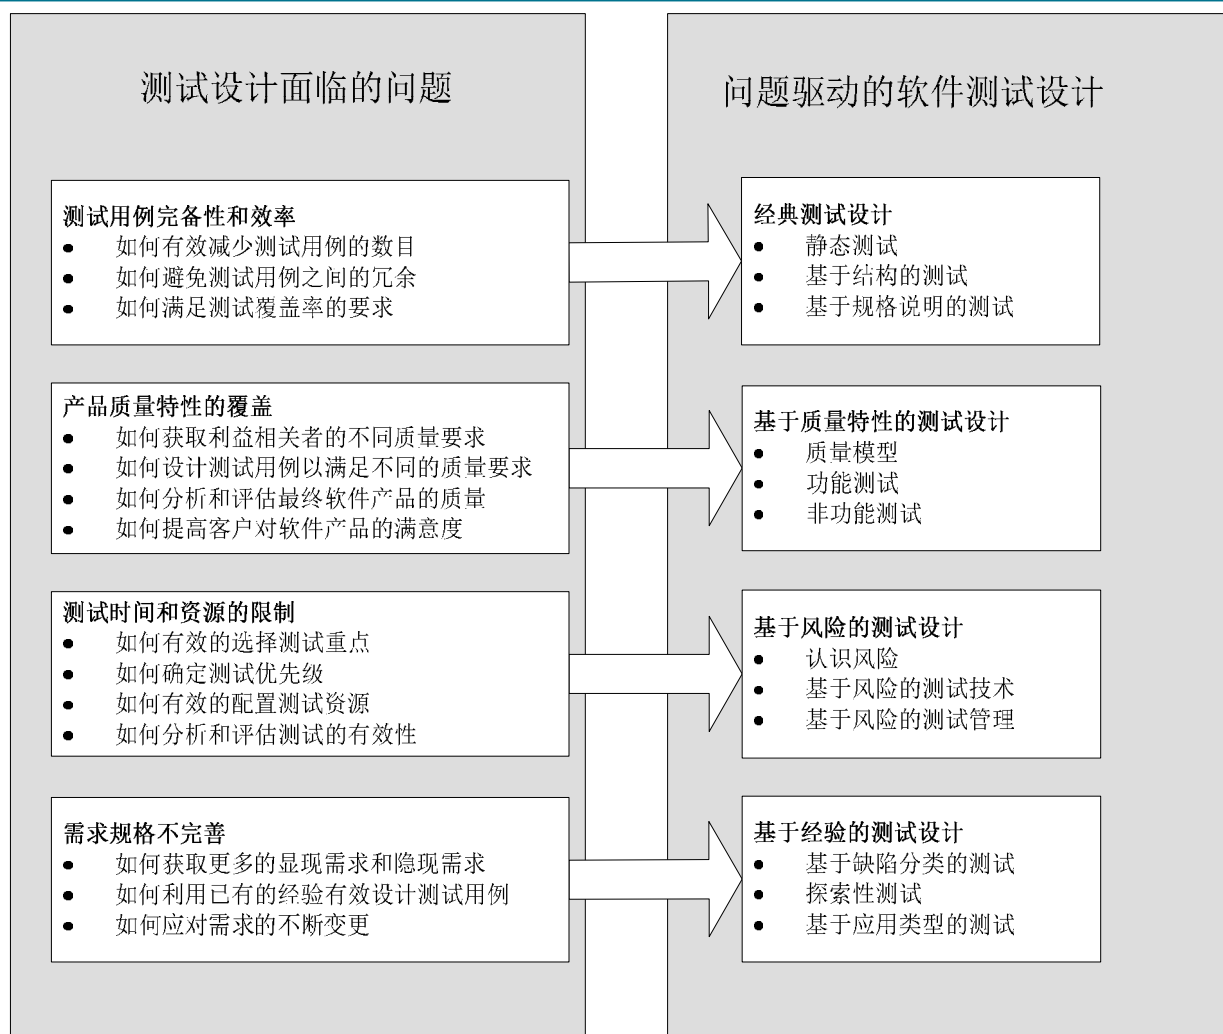 测试设计面临的问题
问题驱动的软件测试设计
测试用例完备性和效率
● 如何有效减少测试用例的数目
● 如何避免测试用例之间的冗余
● 如何满足测试覆盖率的要求
经典测试设计
● 静态测试
● 基于结构的测试
● 基于规格说明的测试
产品质量特性的覆盖
● 如何获取利益相关者的不同质量要求
● 如何设计测试用例以满足不同的质量要求
● 如何分析和评估最终软件产品的质量
● 如何提高客户对软件产品的满意度
基于质量特性的测试设计
● 质量模型
● 功能测试
● 非功能测试
测试时间和资源的限制
● 如何有效的选择测试重点
● 如何确定测试优先级
● 如何有效的配置测试资源
● 如何分析和评估测试的有效性
基于风险的测试设计
● 认识风险
● 基于风险的测试技术
● 基于风险的测试管理
需求规格不完善
● 如何获取更多的显现需求和隐现需求
● 如何利用已有的经验有效设计测试用例
● 如何应对需求的不断变更
基于经验的测试设计
● 基于缺陷分类的测试
● 探索性测试
● 基于应用类型的测试